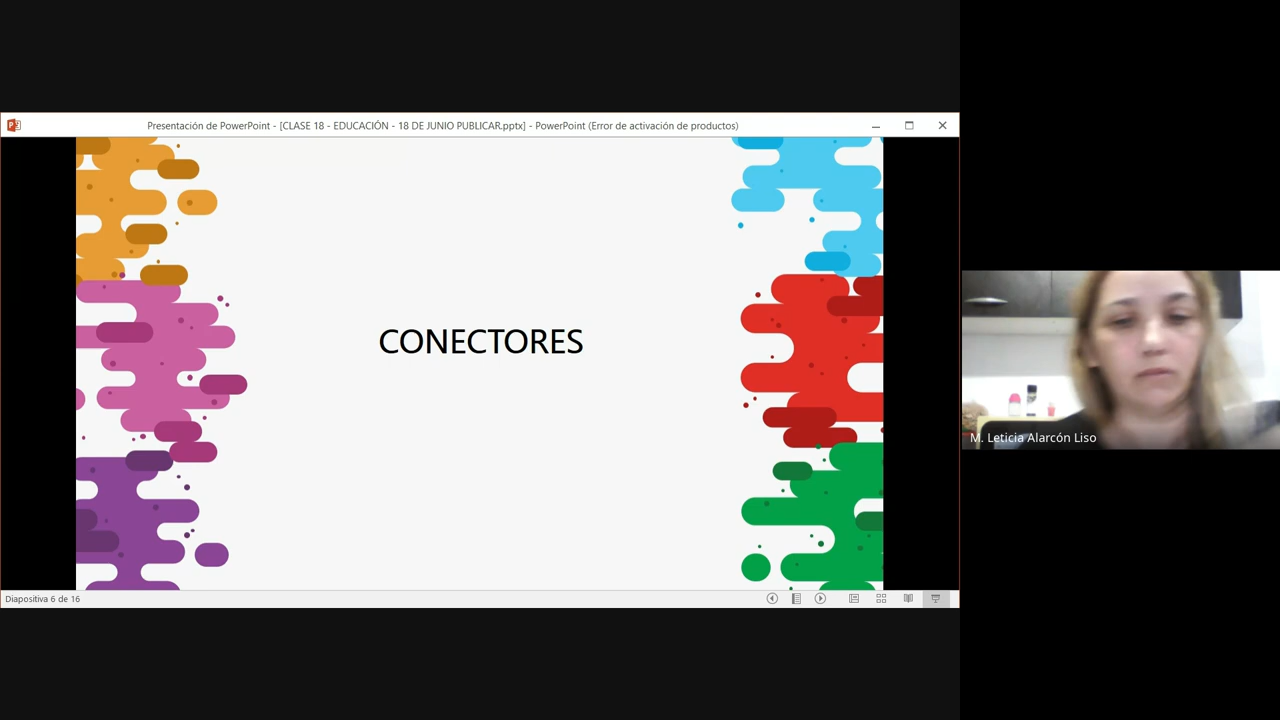 Presentación de PowerPoint - [CLASE 18 - EDUCACIÓN - 18 DE JUNIO PUBLICAR.pptx] - PowerPoint (Error de activación de productos)
CONECTORES
M. Leticia Alarcón Liso
Diapositiva 6 de 16